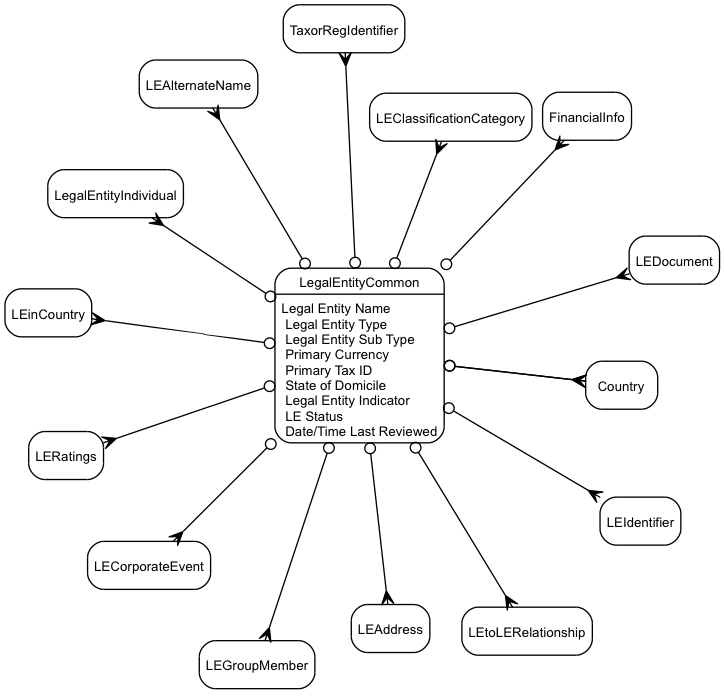 TaxorRegIdentifier
LEAlternateName
LEClassificationCategory
FinancialInfo
LegalEntityIndividual
LEDocument
LegalEntityCommon
Legal Entity Name
Legal Entity Type
Legal Entity Sub Type
Primary Currency
Primary Tax ID
State of Domicile
Legal Entity Indicator
LE Status
Date/Time Last Reviewed
LEinCountry
Country
LERatings
LEIdentifier
LECorporateEvent
LEAddress
LEtoLERelationship
LEGroupMember